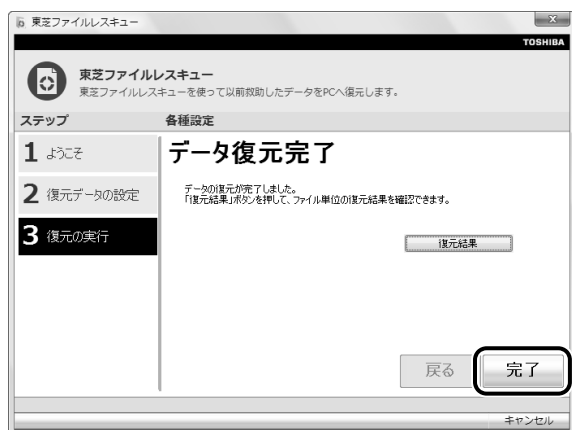 東芝ファイルレスキュー
TOSHIBA
東芝ファイルレスキュー
東芝ファイルレスキューを使って以前救助したデータをPCへ復元します。
ステップ
各種設定
1 ようこそ
2 復元データの設定
3 復元の実行
データ復元完了
データの復元が完了しました。
「復元結果」ボタンを押して、ファイル単位の復元結果を確認できます。
復元結果
戻る
完了
キャンセル